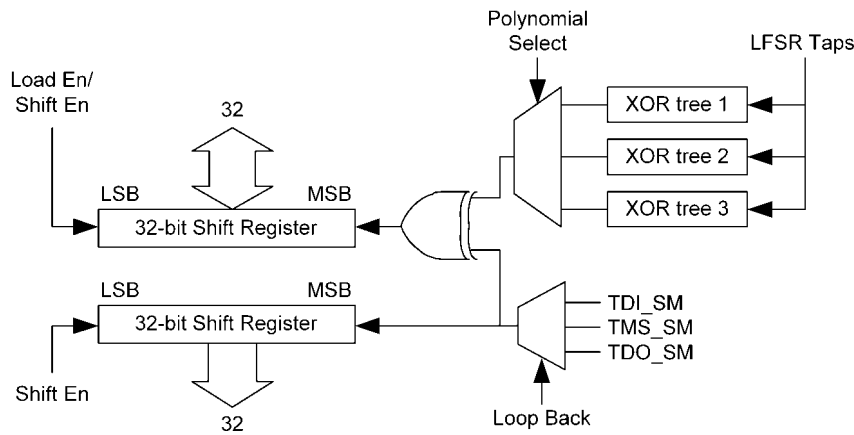 Polynomial
Select
LFSR Taps
Load En/
Shift En
32
XOR tree 1
XOR tree 2
XOR tree 3
LSB
MSB
32-bit Shift Register
LSB
MSB
32-bit Shift Register
TDI_SM
TMS_SM
TDO_SM
Shift En
32
Loop Back